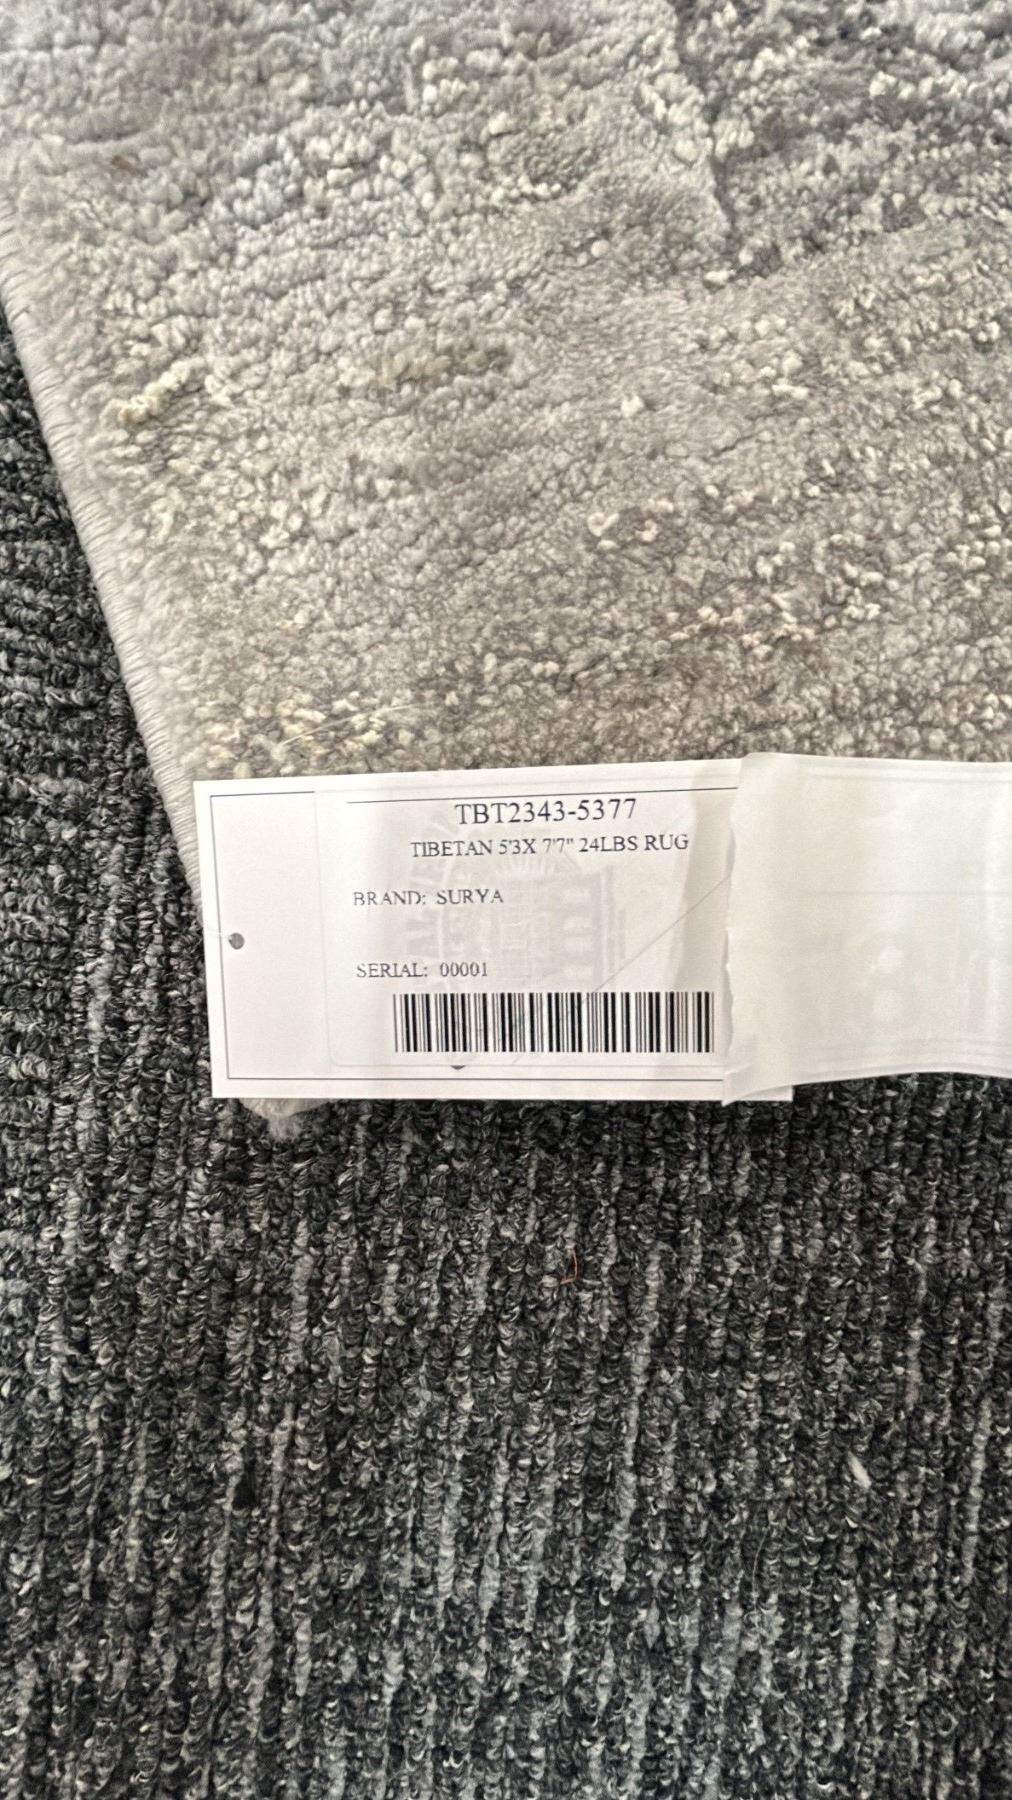 TBT2343-5377
TIBETAN 5'3X 7'7" 24LBS RUG
BRAND: SURYA
SERIAL: 00001